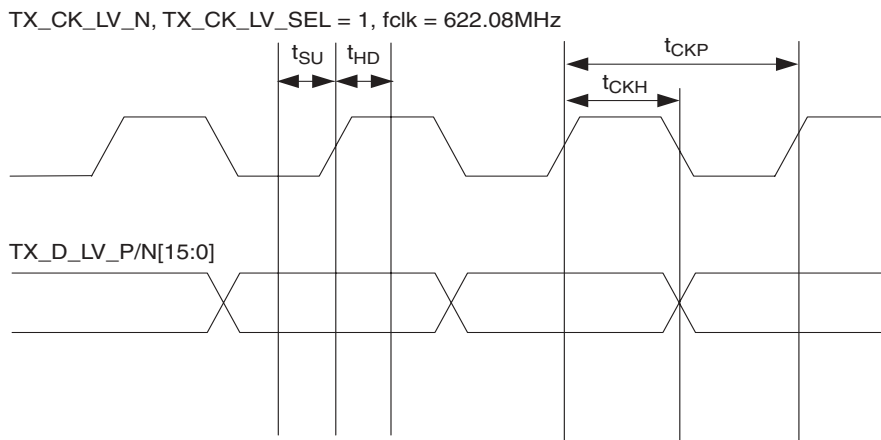 TX_CK_LV_N, TX_CK_LV_SEL = 1, fclk = 622.08MHz
tSU tHD tCKP
tCKH
TX_D_LV_P/N[15:0]